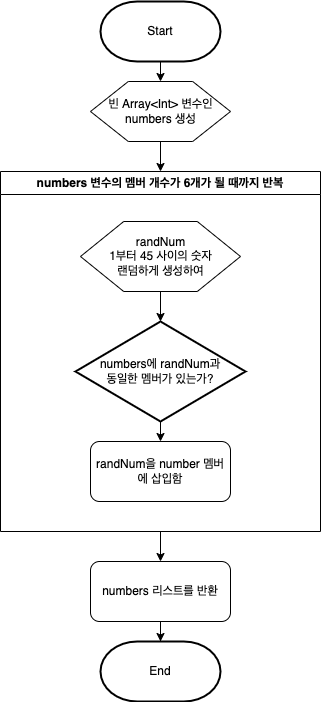 Start
빈 Array<Int> 변수인
numbers 생성
numbers 변수의 멤버 개수가 6개가 될 때까지 반복
randNum
1부터 45 사이의 숫자
랜덤하게 생성하여
numbers에 randNum과
동일한 멤버가 있는가?
randNum을 number 멤버
에 삽입함
numbers 리스트를 반환
End